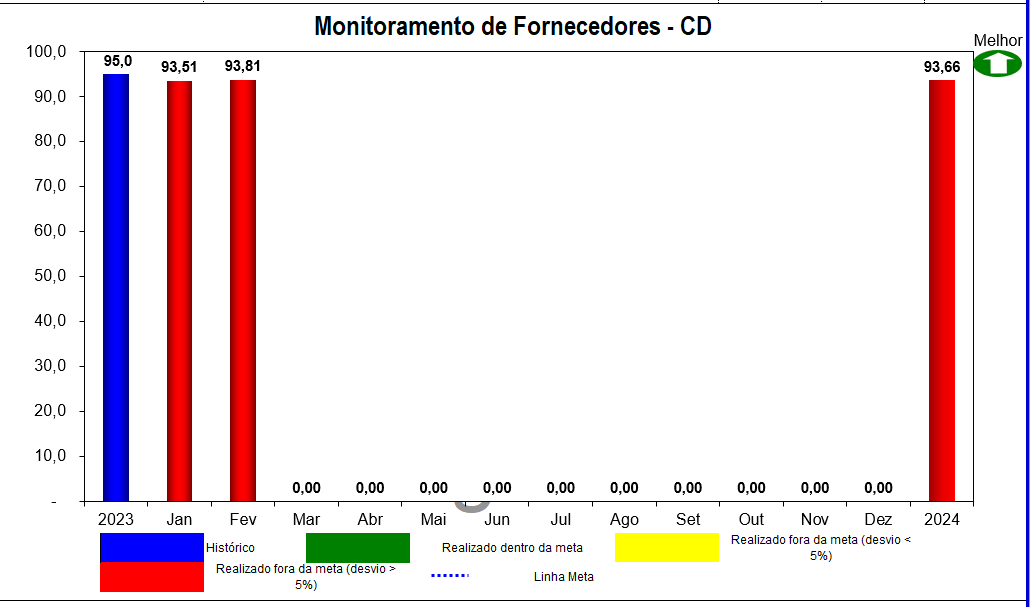 Monitoramento de Fornecedores - CD
Melhor
100,0
90,0
80,0
70,0
60,0
50,0
40,0
30,0
20,0
10,0
-
95,0 93,51 93,81 0,00 0,00 0,00 0,00 0,00 0,00 0,00 0,00 0,00 0,00 93,66
2023 Jan Fev Mar Abr Mai Jun Jul Ago Set Out Nov Dez 2024
Histórico
Realizado dentro da meta
Realizado fora da meta (desvio <
5%)
Realizado fora da meta (desvio >
5%)
Linha Meta